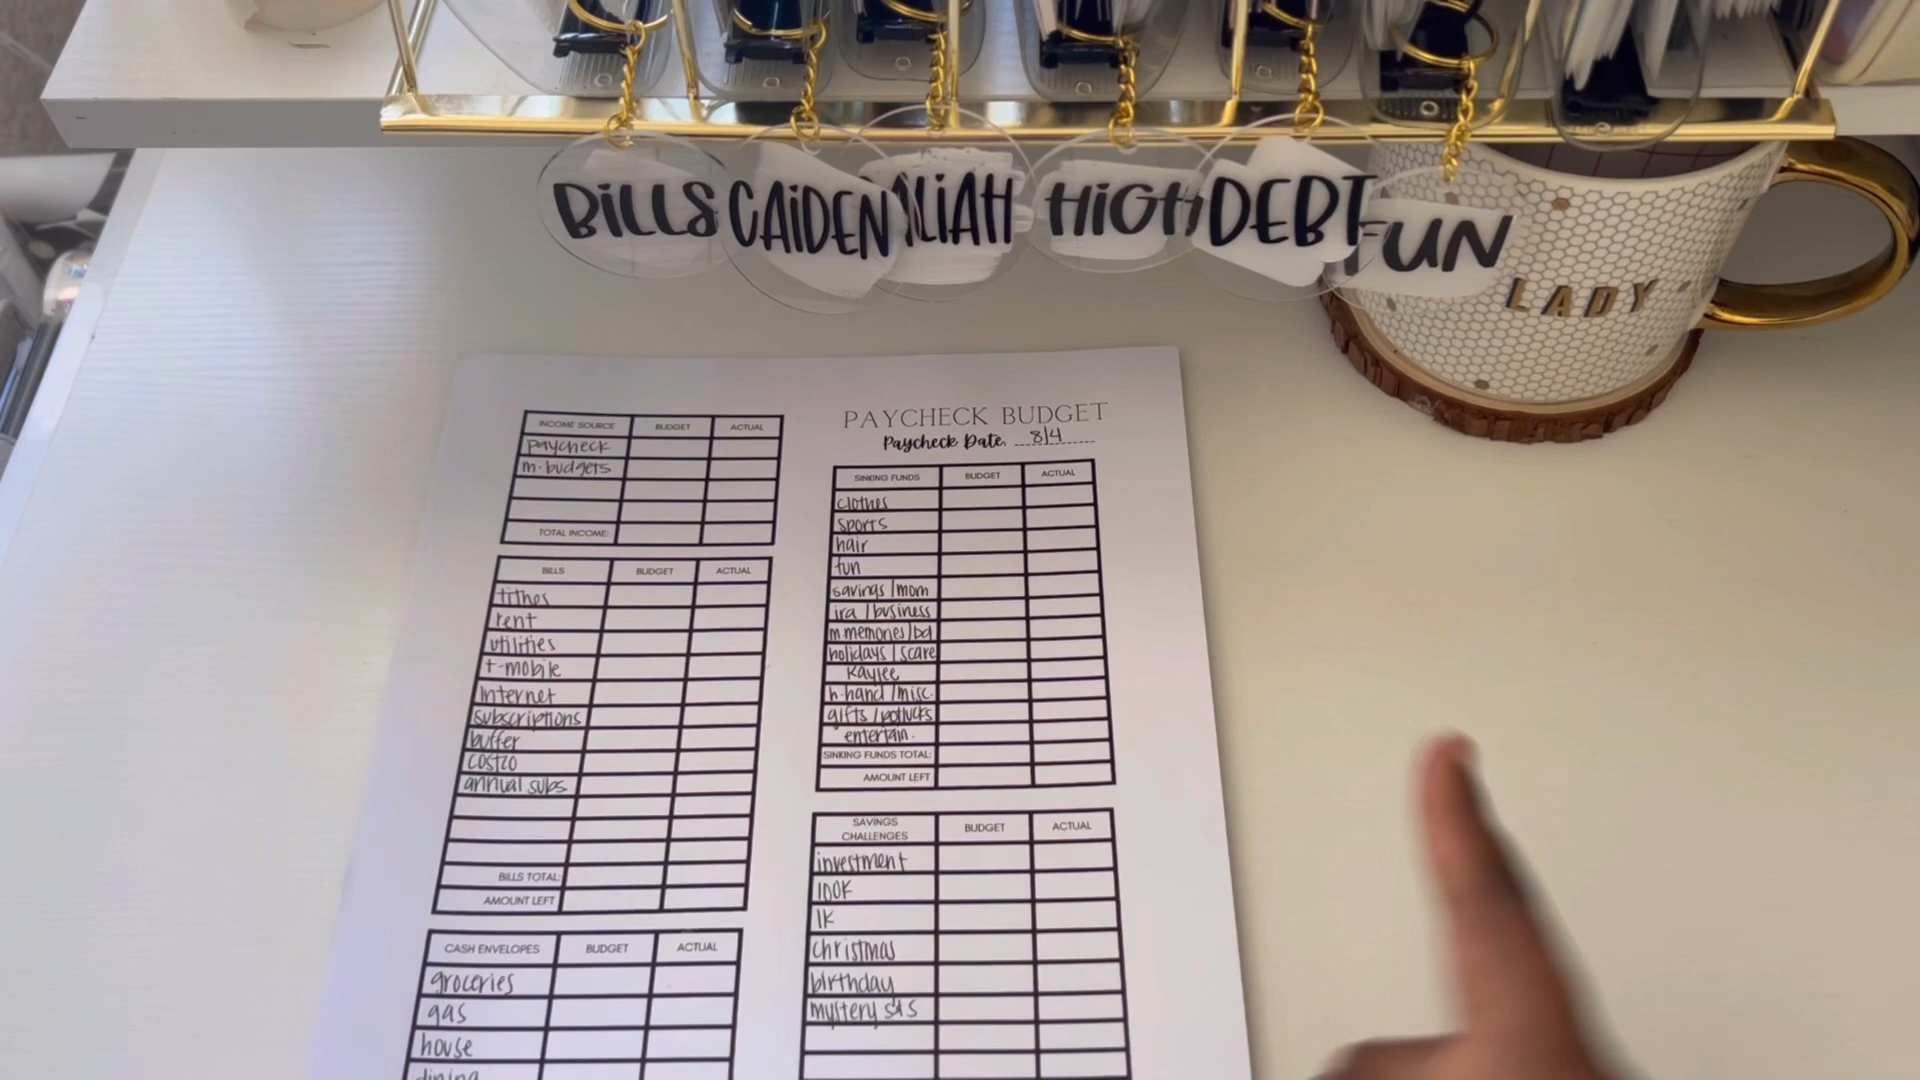 BiLLS
CAiDEN
LiAH
HiGH
DEBT
FUN
LADY
INCOME SOURCE BUDGET ACTUAL
paycheck
m. budgets
TOTAL INCOME:
BILLS BUDGET ACTUAL
tithes
rent
utilities
t-mobile
Internet
subscriptions
buffer
costco
annual subs
BILLS TOTAL:
AMOUNT LEFT
CASH ENVELOPES BUDGET ACTUAL
groceries
gas
house
dining
PAYCHECK BUDGET
Paycheck Date: 8/4
SINKING FUNDS BUDGET ACTUAL
clothes
sports
hair
fun
savings / mom
ira / business
m memories / bd
holidays / scare
Kaylee
h. hand / misc.
gifts / potlucks
entertain.
SINKING FUNDS TOTAL:
AMOUNT LEFT
SAVINGS CHALLENGES BUDGET ACTUAL
investment
100K
1K
christmas
birthday
mystery